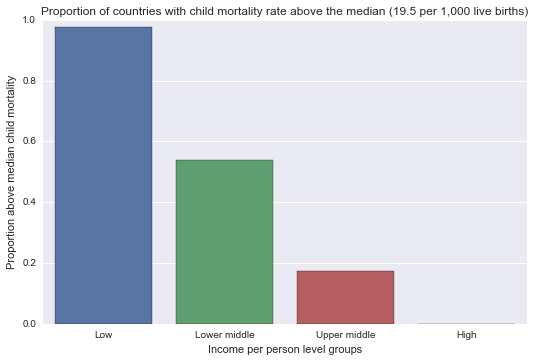 Proportion of countries with child mortality rate above the median (19.5 per 1,000 live births)
1.0
0.8
0.6
0.4
0.2
0.0
Proportion above median child mortality
Low Lower middle Upper middle High
Income per person level groups